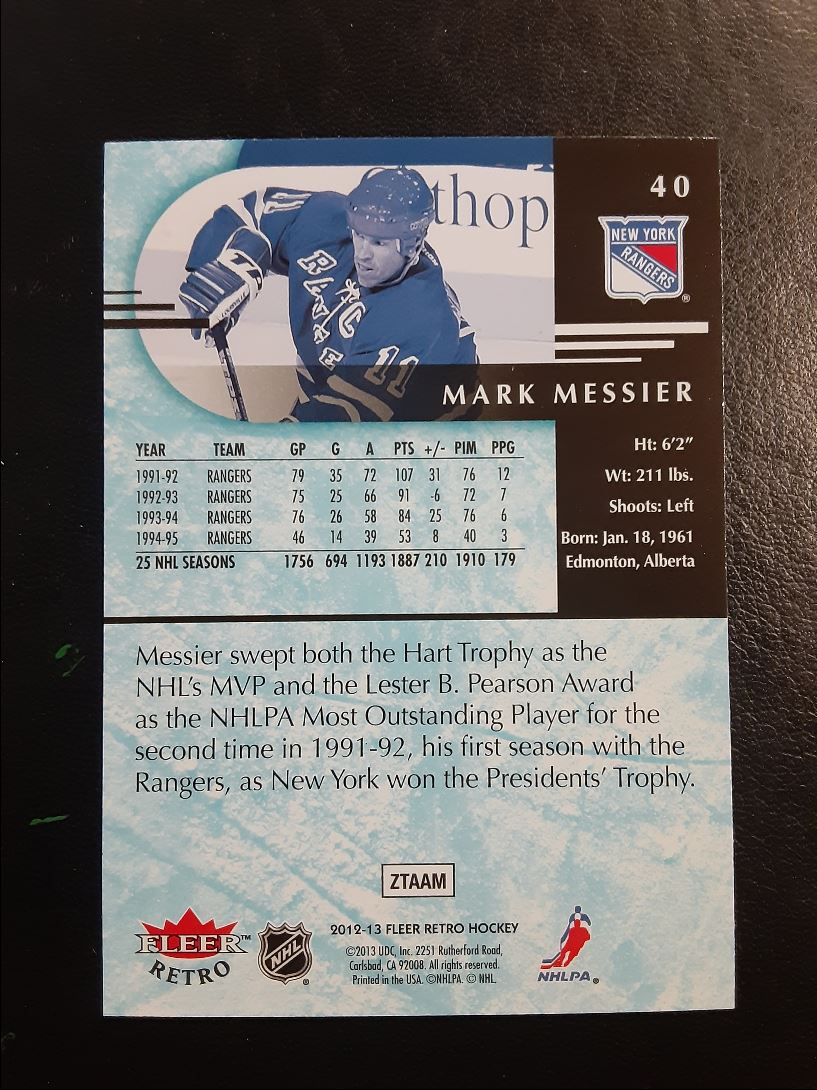 thop
40
NEW YORK
RANGERS
®
C
11
MARK MESSIER
YEAR TEAM GP G A PTS +/- PIM PPG
1991-92 RANGERS 79 35 72 107 31 76 12
1992-93 RANGERS 75 25 66 91 -6 72 7
1993-94 RANGERS 76 26 58 84 25 76 6
1994-95 RANGERS 46 14 39 53 8 40 3
25 NHL SEASONS 1756 694 1193 1887 210 1910 179
Ht: 6'2"
Wt: 211 lbs.
Shoots: Left
Born: Jan. 18, 1961
Edmonton, Alberta
Messier swept both the Hart Trophy as the
NHL's MVP and the Lester B. Pearson Award
as the NHLPA Most Outstanding Player for the
second time in 1991-92, his first season with the
Rangers, as New York won the Presidents' Trophy.
ZTAAM
FLEER™
RETRO
NHL ®
2012-13 FLEER RETRO HOCKEY
©2013 UDC, Inc. 2251 Rutherford Road,
Carlsbad, CA 92008. All rights reserved.
Printed in the USA. ©NHLPA. © NHL.
NHLPA®